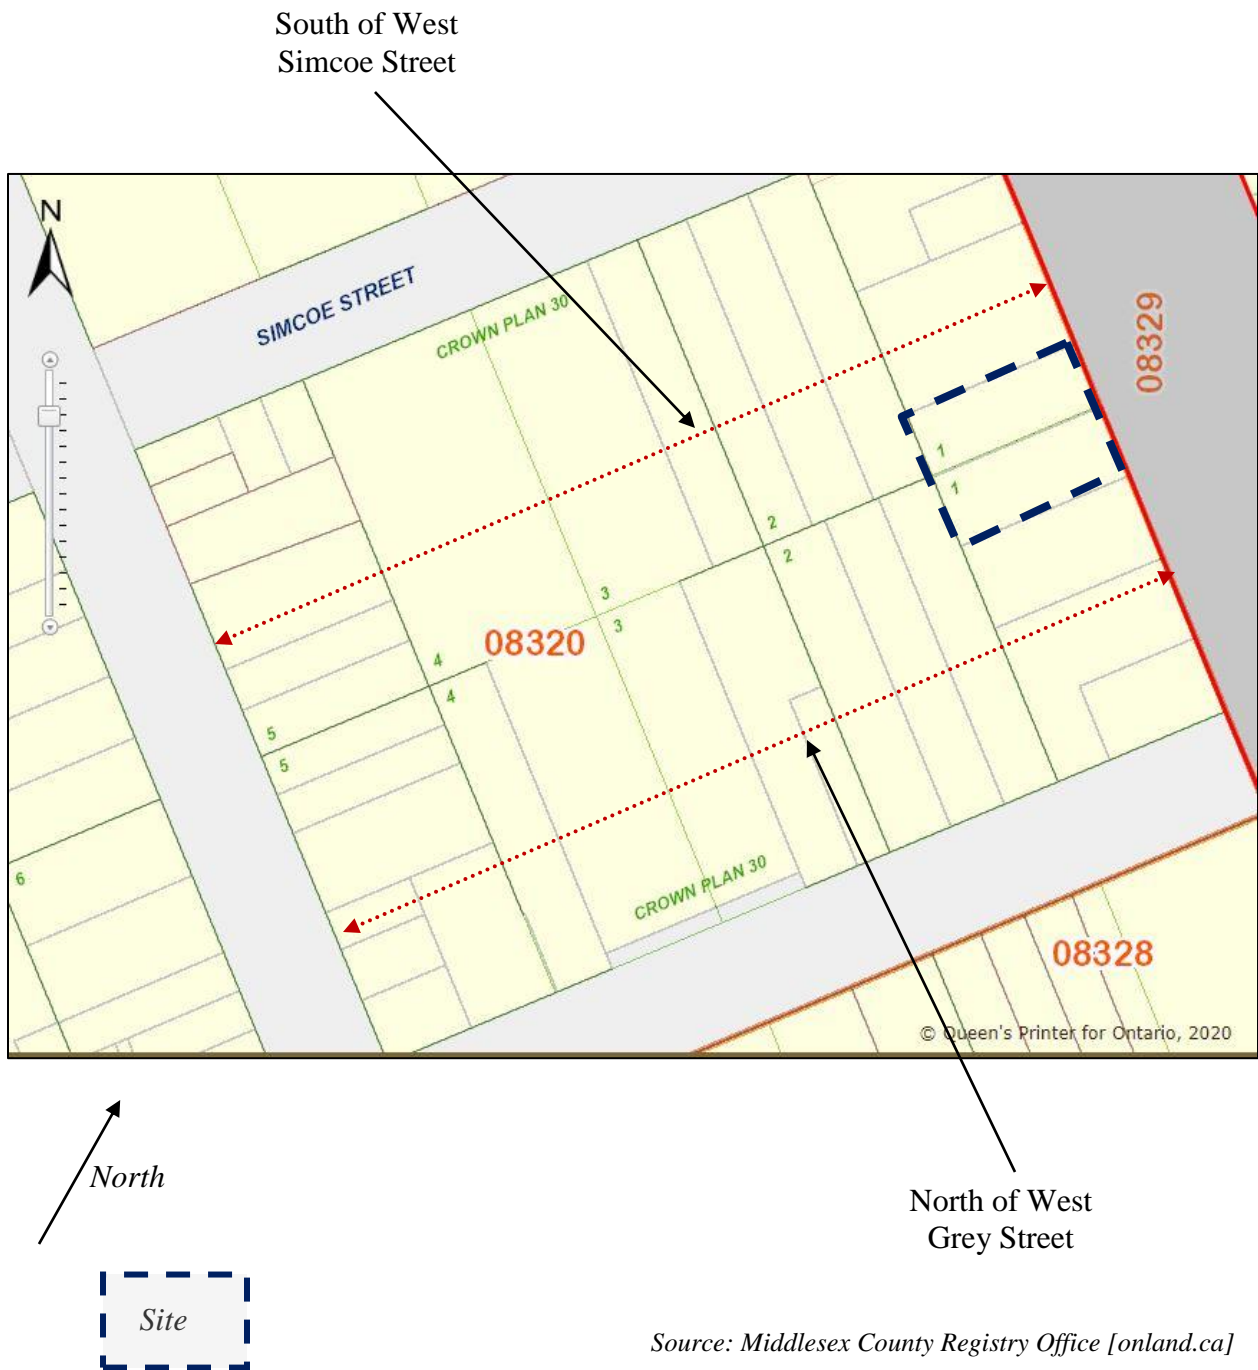 South of West
Simcoe Street
N
SIMCOE STREET
CROWN PLAN 30
08329
1
1
2
2
3
3
08320
4
4
5
5
6
CROWN PLAN 30
08328
© Queen's Printer for Ontario, 2020
North
North of West
Grey Street
Site
Source: Middlesex County Registry Office [onland.ca]